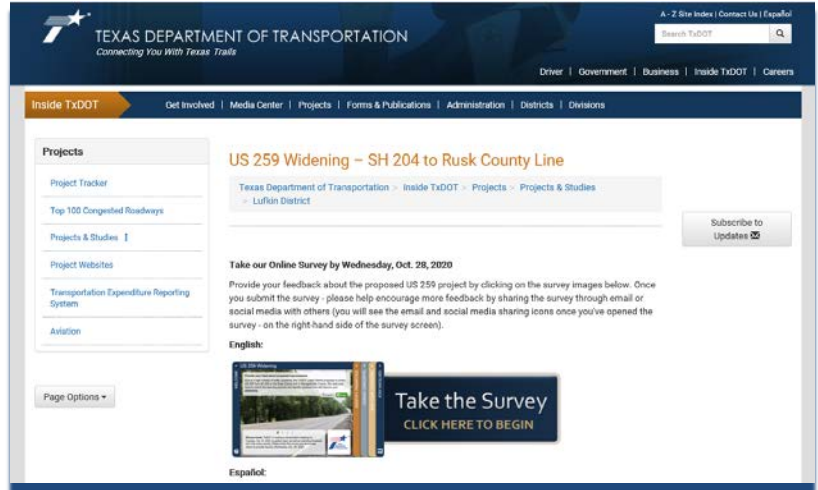 A - Z Site Index | Contact Us | Español
TEXAS DEPARTMENT OF TRANSPORTATION
Connecting You With Texas Trails
Search TxDOT
Driver | Government | Business | Inside TxDOT | Careers
Inside TxDOT
Get Involved | Media Center | Projects | Forms & Publications | Administration | Districts | Divisions
Projects
Project Tracker
Top 100 Congested Roadways
Projects & Studies
Project Websites
Transportation Expenditure Reporting
System
Aviation
Page Options
US 259 Widening – SH 204 to Rusk County Line
Texas Department of Transportation > Inside TxDOT > Projects > Projects & Studies
> Lufkin District
Subscribe to
Updates
Take our Online Survey by Wednesday, Oct. 28, 2020
Provide your feedback about the proposed US 259 project by clicking on the survey images below. Once
you submit the survey - please help encourage more feedback by sharing the survey through email or
social media with others (you will see the email and social media sharing icons once you've opened the
survey - on the right-hand side of the survey screen).
English:
US 259 Widening
Take the Survey
CLICK HERE TO BEGIN
Español: